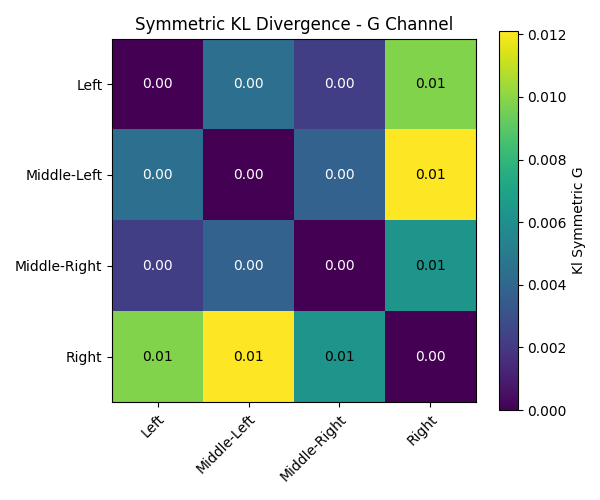 Symmetric KL Divergence - G Channel
Left 0.00 0.00 0.00 0.01
Middle-Left 0.00 0.00 0.00 0.01
Middle-Right 0.00 0.00 0.00 0.01
Right 0.01 0.01 0.01 0.00
Left Middle-Left Middle-Right Right
0.012
0.010
0.008
0.006
0.004
0.002
0.000
Kl Symmetric G